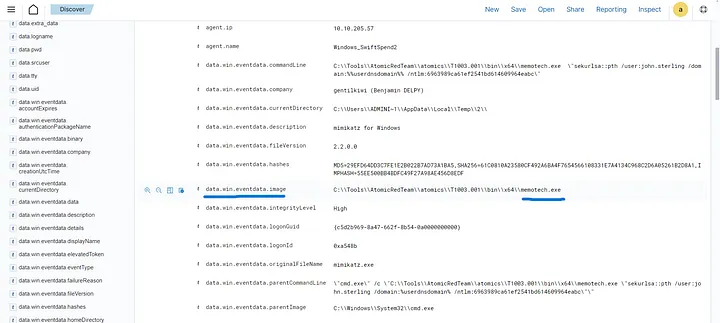 Discover
New Save Open Share Reporting Inspect a
data.extra_data
data.logname
data.pwd
data.srcuser
data.tty
data.uid
data.win.eventdata.
accountExpires
data.win.eventdata.
authenticationPackageName
data.win.eventdata.binary
data.win.eventdata.company
data.win.eventdata.
creationUtcTime
data.win.eventdata.
currentDirectory
data.win.eventdata.data
data.win.eventdata.description
data.win.eventdata.details
data.win.eventdata.displayName
data.win.eventdata.elevatedToken
data.win.eventdata.eventType
data.win.eventdata.failureReason
data.win.eventdata.fileVersion
data.win.eventdata.hashes
data.win.eventdata.homeDirectory
t agent.ip 10.10.205.57
t agent.name Windows_SwiftSpend2
t data.win.eventdata.commandLine C:\\Tools\\AtomicRedTeam\\atomics\\T1003.001\\bin\\x64\\memotech.exe \"sekurlsa::pth /user:john.sterling /do
main:%userdnsdomain% /ntlm:6963989ca61ef2541bd614609964eabc\"
t data.win.eventdata.company gentilkiwi (Benjamin DELPY)
t data.win.eventdata.currentDirectory C:\\Users\\ADMINI~1\\AppData\\Local\\Temp\\2\\
t data.win.eventdata.description mimikatz for Windows
t data.win.eventdata.fileVersion 2.2.0.0
t data.win.eventdata.hashes
t data.win.eventdata.image C:\\Tools\\AtomicRedTeam\\atomics\\T1003.001\\bin\\x64\\memotech.exe
t data.win.eventdata.integrityLevel High
t data.win.eventdata.logonGuid {c5d2b969-8a47-662f-8b54-0a0000000000}
t data.win.eventdata.logonId 0xa548b
t data.win.eventdata.originalFileName mimikatz.exe
t data.win.eventdata.parentCommandLine \"cmd.exe\" /c \"C:\\Tools\\AtomicRedTeam\\atomics\\T1003.001\\bin\\x64\\memotech.exe \"sekurlsa::pth /user:jo
hn.sterling /domain:%userdnsdomain% /ntlm:6963989ca61ef2541bd614609964eabc\"\"
t data.win.eventdata.parentImage C:\\Windows\\System32\\cmd.exe